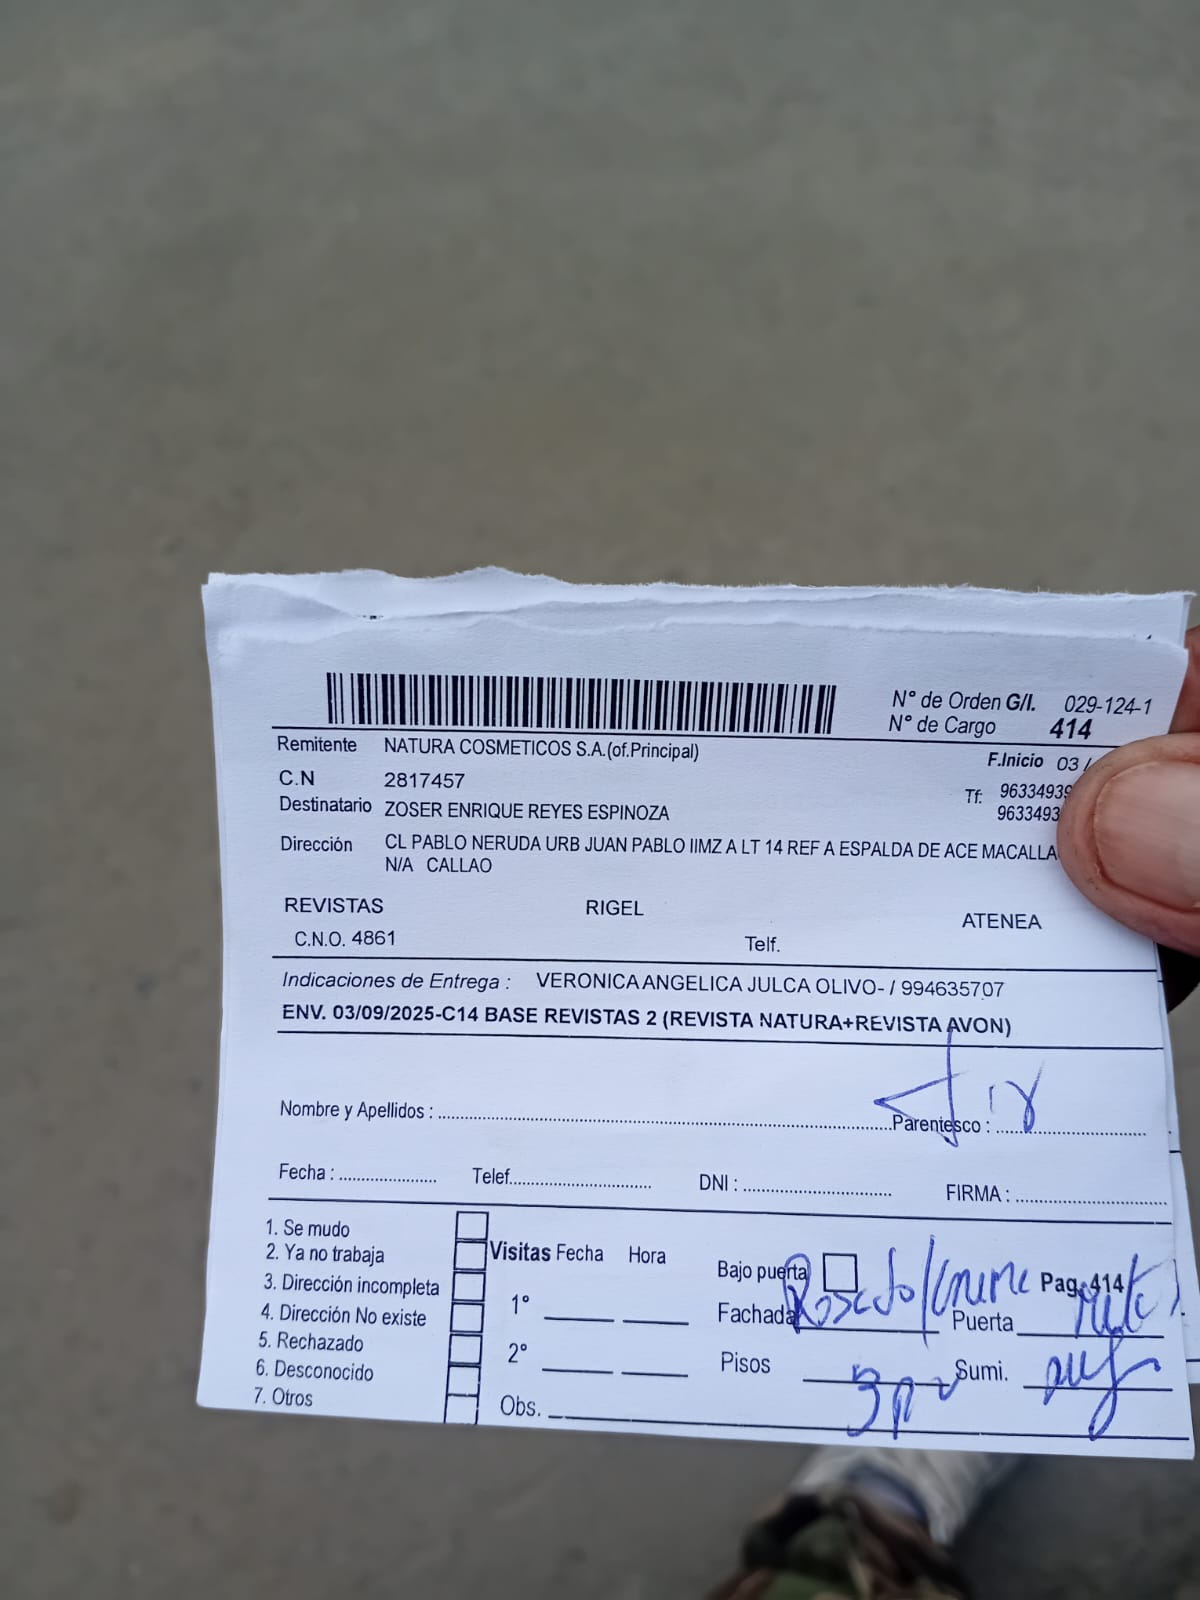 N° de Orden G/I. 029-124-1
N° de Cargo 414
Remitente NATURA COSMETICOS S.A.(of.Principal)
F.Inicio 03 /
C.N 2817457
Tf: 9633493
Destinatario ZOSER ENRIQUE REYES ESPINOZA
9633493
Dirección CL PABLO NERUDA URB JUAN PABLO IIMZ A LT 14 REF A ESPALDA DE ACE MACALLA
N/A CALLAO
REVISTAS RIGEL ATENEA
C.N.O. 4861 Telf.
Indicaciones de Entrega : VERONICA ANGELICA JULCA OLIVO- / 994635707
ENV. 03/09/2025-C14 BASE REVISTAS 2 (REVISTA NATURA+REVISTA AVON)
Nombre y Apellidos : Parentesco :
Fecha : Telef. DNI : FIRMA :
1. Se mudo
2. Ya no trabaja
3. Dirección incompleta
4. Dirección No existe
5. Rechazado
6. Desconocido
7. Otros
Visitas Fecha Hora
1°
2°
Obs.
Bajo puerta Pag. 414
Fachada Puerta
Pisos 3p Sumi.